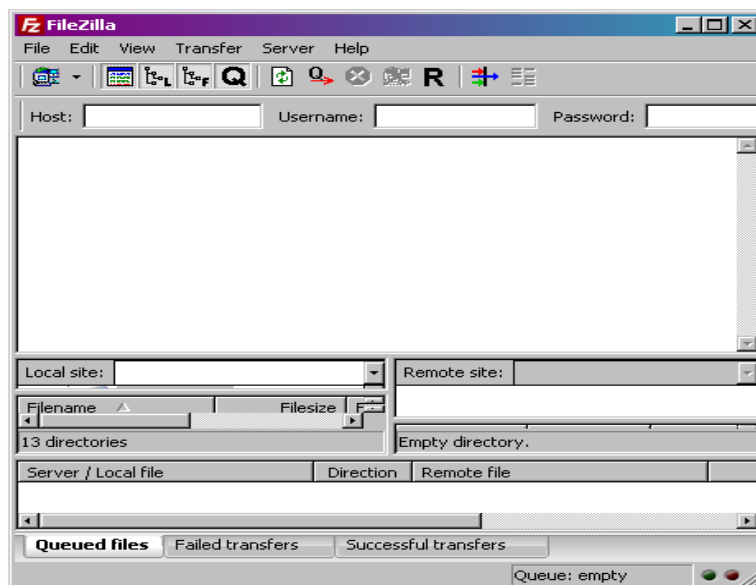 Fz FileZilla
File Edit View Transfer Server Help
L F Q Q R
Host: Username: Password:
Local site: Remote site:
Filename Filesize F
13 directories Empty directory.
Server / Local file Direction Remote file
Queued files Failed transfers Successful transfers
Queue: empty